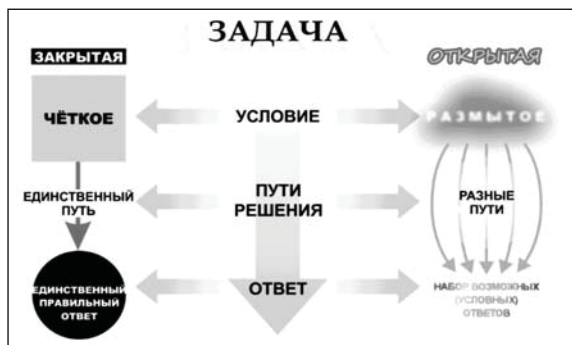 ЗАДАЧА
ЗАКРЫТАЯ
ОТКРЫТАЯ
ЧЁТКОЕ
УСЛОВИЕ
РАЗМЫТОЕ
ЕДИНСТВЕННЫЙ
ПУТЬ
ПУТИ
РЕШЕНИЯ
РАЗНЫЕ
ПУТИ
ЕДИНСТВЕННЫЙ
ПРАВИЛЬНЫЙ
ОТВЕТ
ОТВЕТ
НАБОР ВОЗМОЖНЫХ
(УСЛОВНЫХ)
ОТВЕТОВ